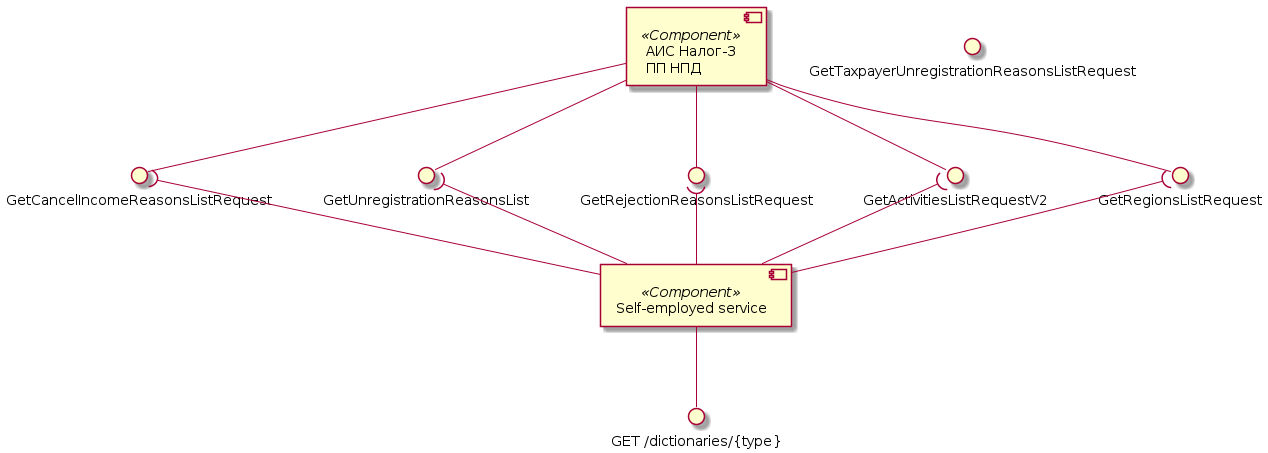 «Component»
АИС Налог-3
ПП НПД
GetTaxpayerUnregistrationReasonsListRequest
GetCancelIncomeReasonsListRequest
GetUnregistrationReasonsList
GetRejectionReasonsListRequest
GetActivitiesListRequestV2
GetRegionsListRequest
«Component»
Self-employed service
GET /dictionaries/{type}